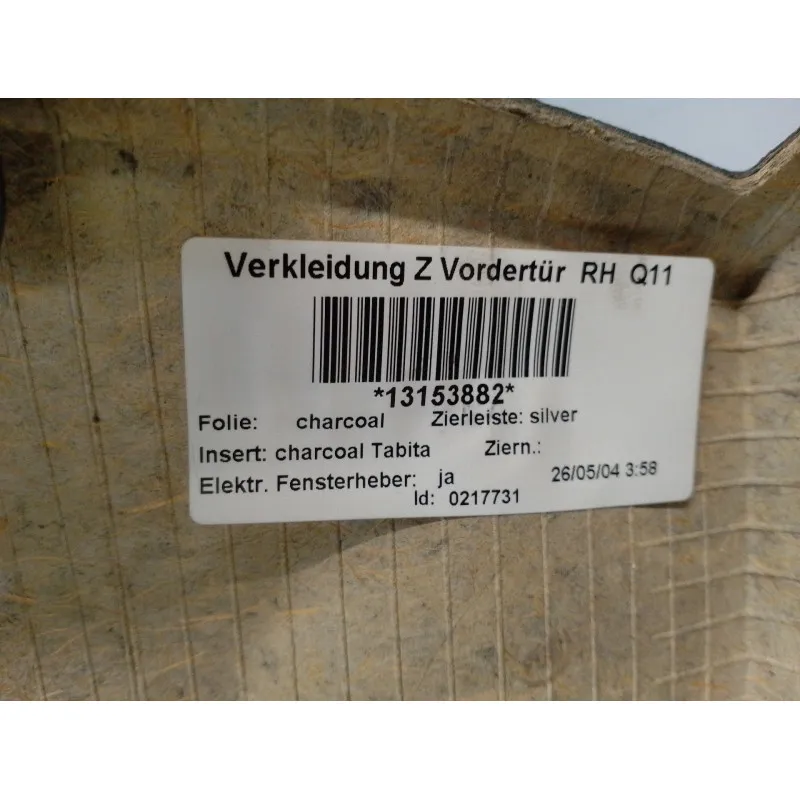 Verkleidung Z Vordertür RH Q11
*13153882*
Folie: charcoal Zierleiste: silver
Insert: charcoal Tabita Ziern.:
Elektr. Fensterheber: ja 26/05/04 3:58
Id: 0217731